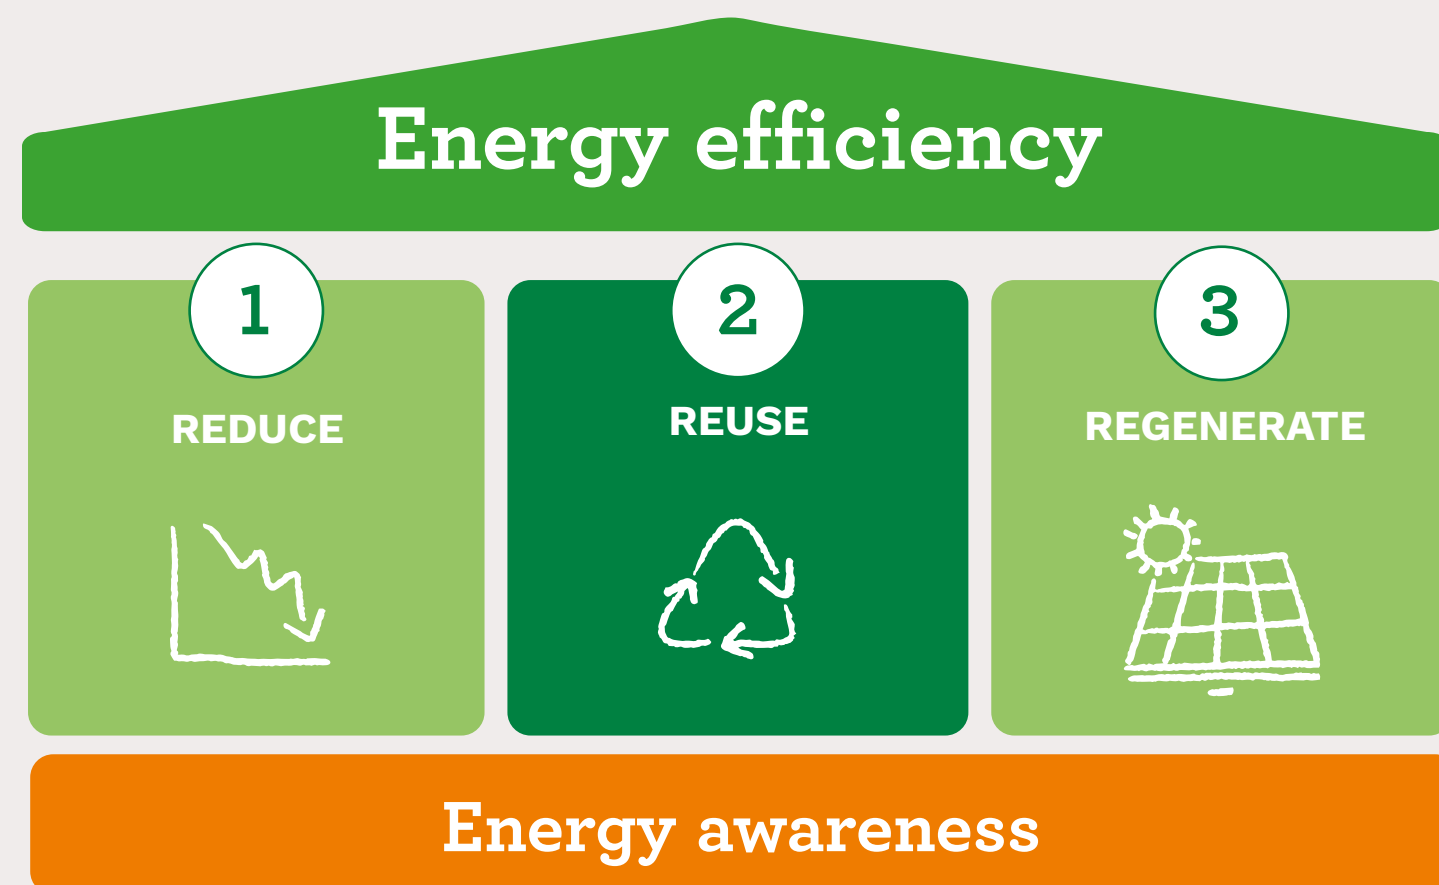 Energy efficiency
1
2
3
REDUCE
REUSE
REGENERATE
Energy awareness